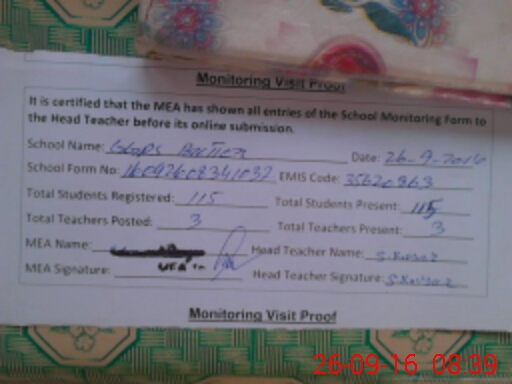 Monitoring Visit Proof
It is certified that the MEA has shown all entries of the School Monitoring Form to
the Head Teacher before its online submission.
School Name: Date: 26-9-2016
School Form No: EMIS Code:
Total Students Registered: 115 Total Students Present: 115
Total Teachers Posted: 3 Total Teachers Present: 3
MEA Name: Head Teacher Name:
MEA Signature: MEA Head Teacher Signature:
Monitoring Visit Proof
26-09-16 08:39